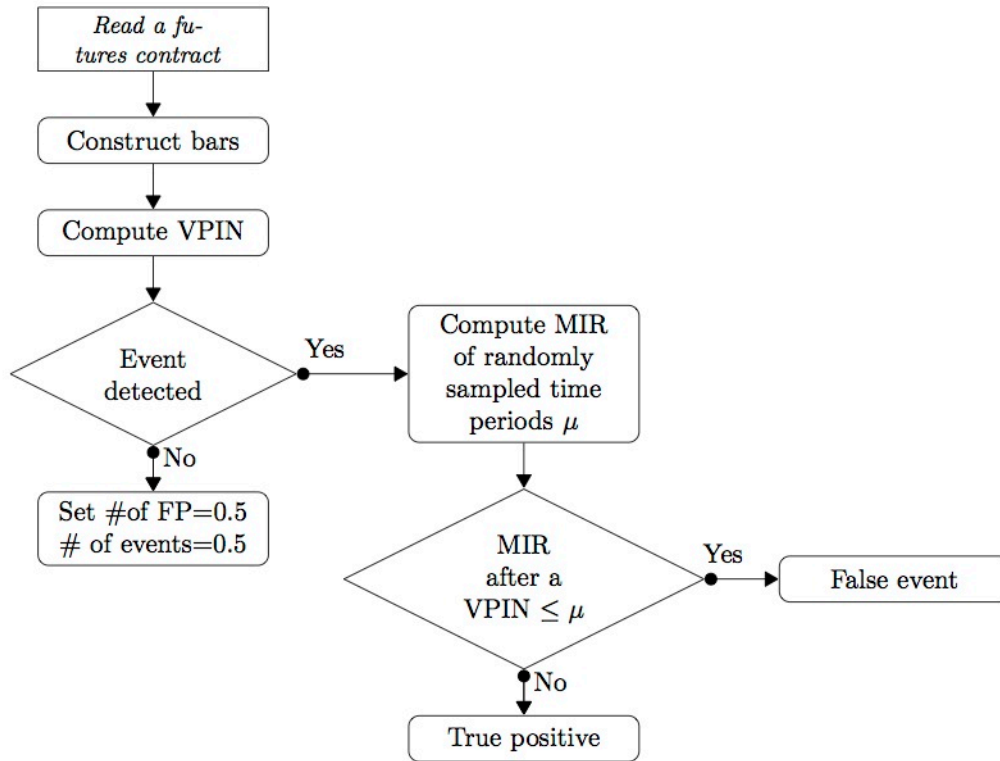 Read a fu-
tures contract
Construct bars
Compute VPIN
Event
detected
Yes
No
Set #of FP=0.5
# of events=0.5
Compute MIR
of randomly
sampled time
periods μ
MIR
after a
VPIN ≤ μ
Yes
False event
No
True positive